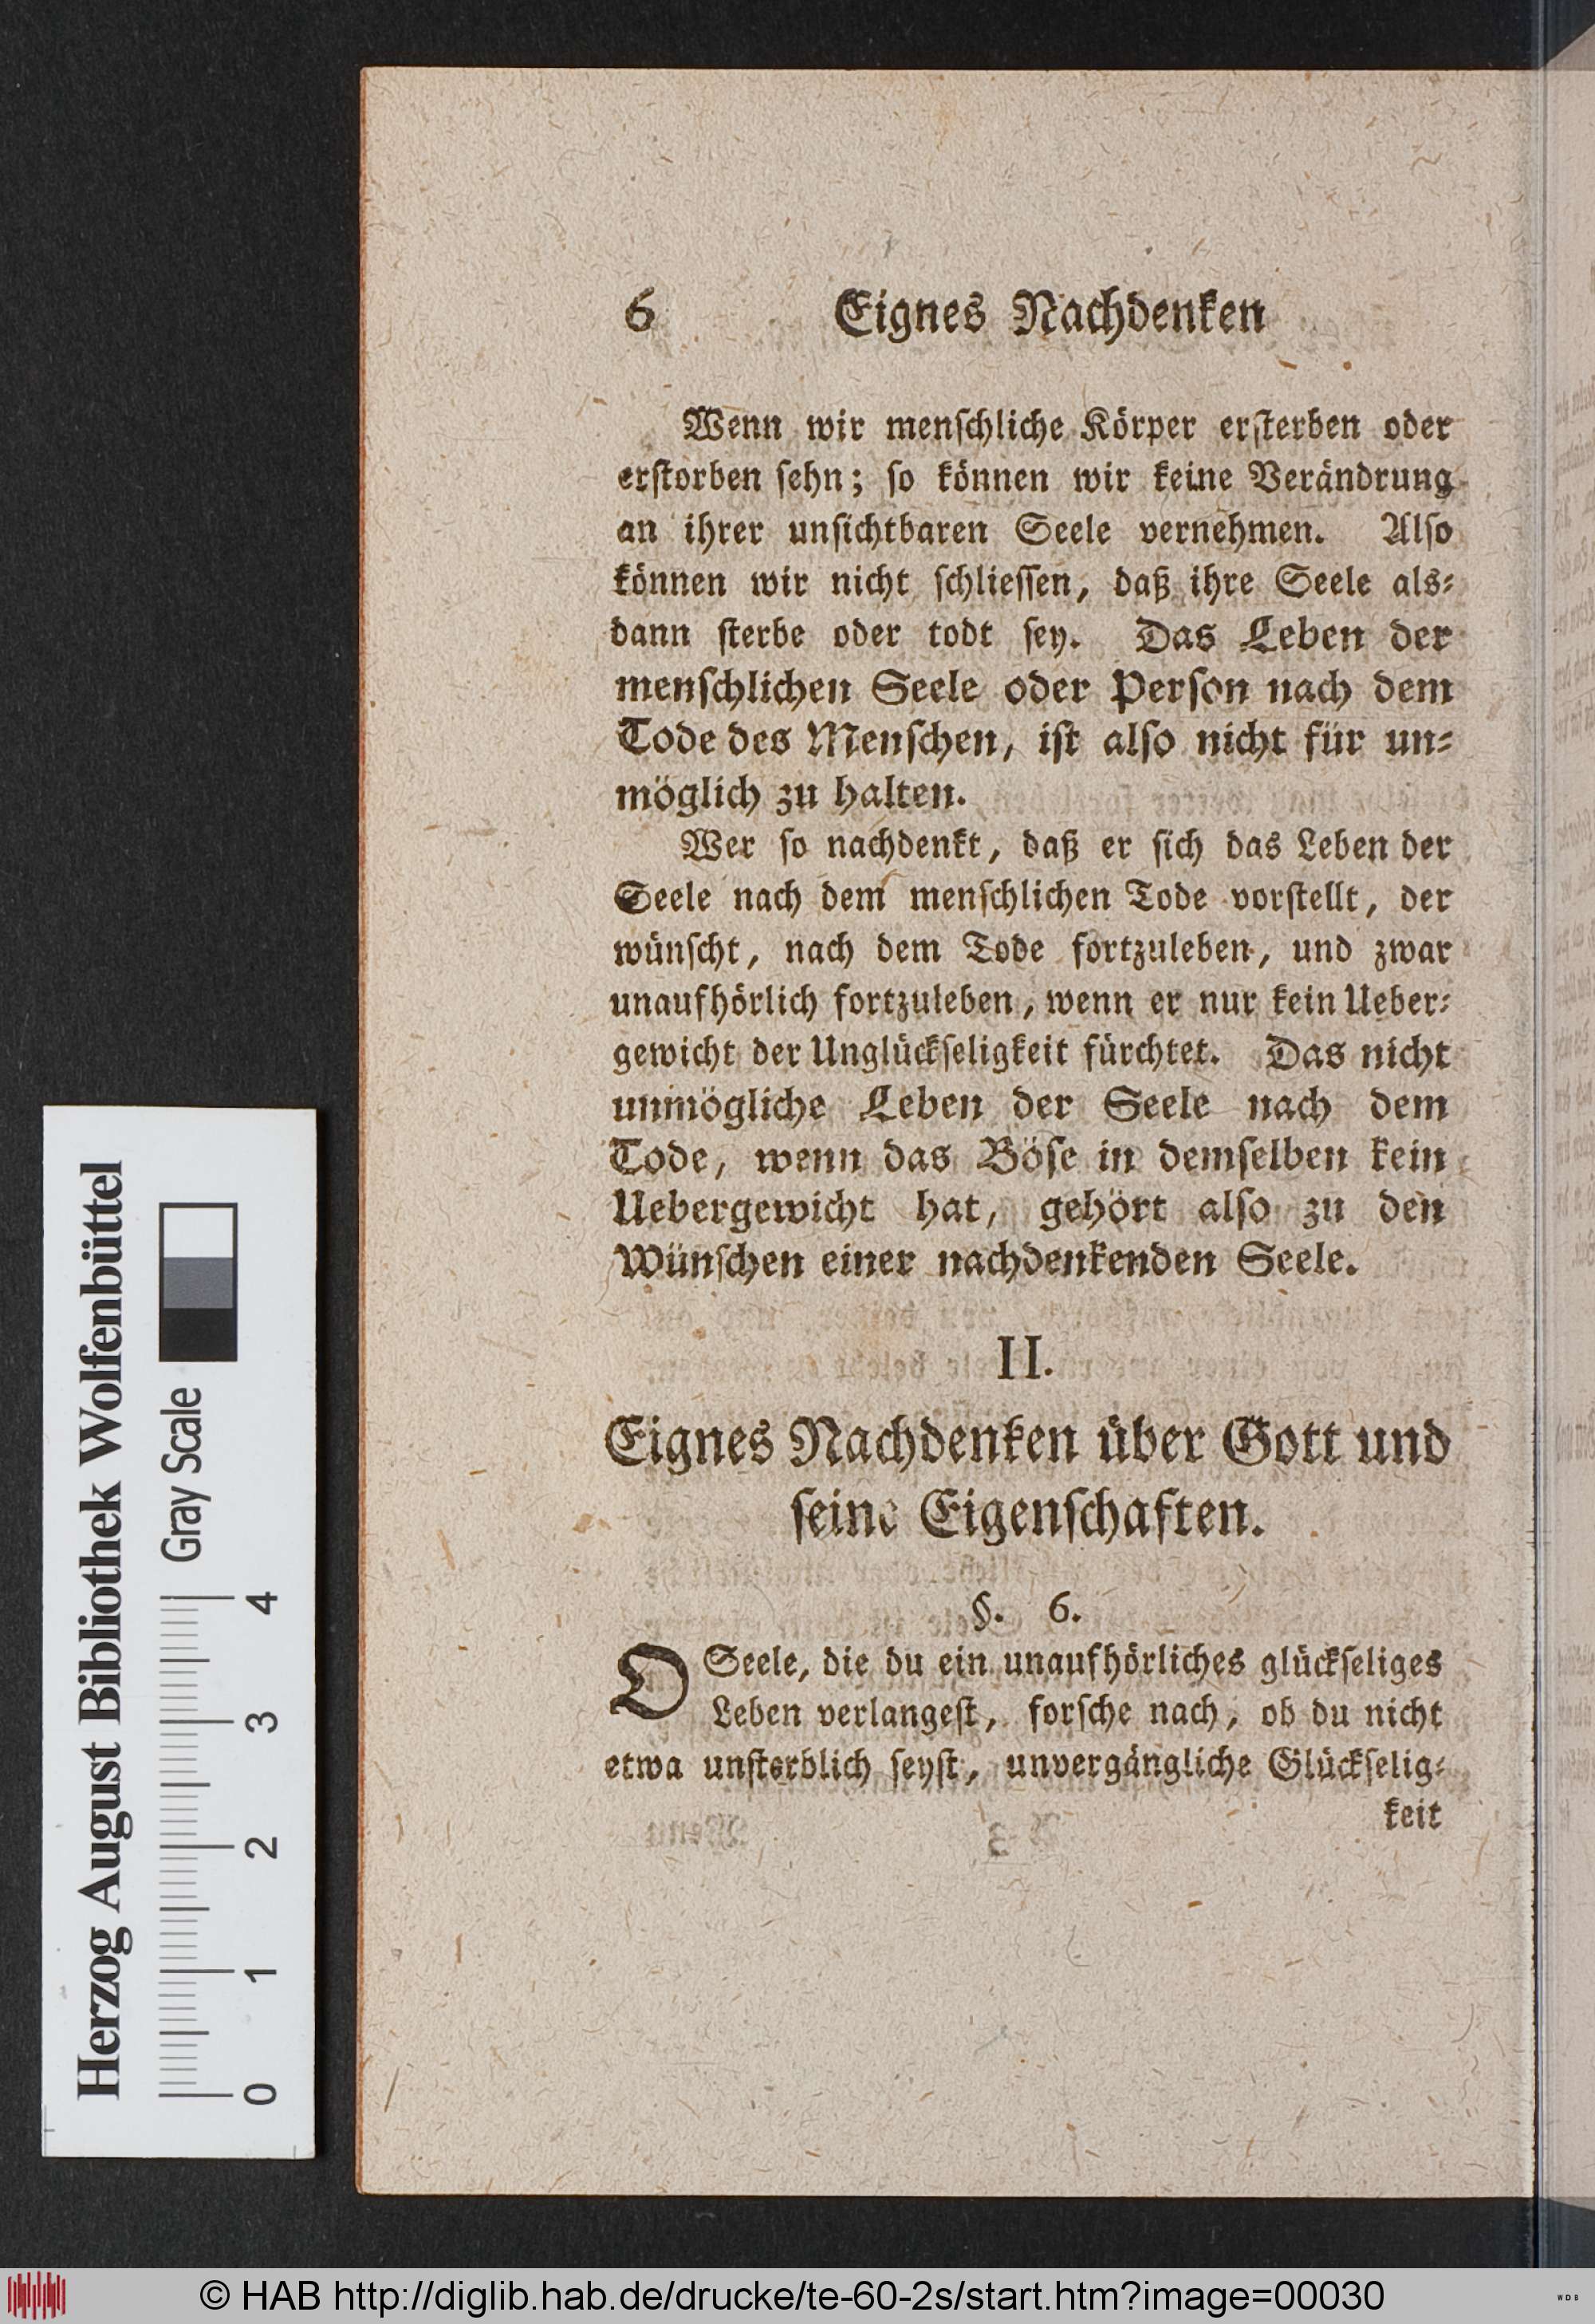 6 Eignes Nachdenken
Wenn wir menſchliche Körper erſterben oder
erſtorben ſehn; ſo können wir keine Verändrung
an ihrer unſichtbaren Seele vernehmen. Alſo
können wir nicht ſchlieſſen, daß ihre Seele als⸗
dann ſterbe oder todt ſey. Das Leben der
menſchlichen Seele oder Perſon nach dem
Tode des Menſchen, iſt alſo nicht für un⸗
möglich zu halten.
Wer ſo nachdenkt, daß er ſich das Leben der
Seele nach dem menſchlichen Tode vorſtellt, der
wünſcht, nach dem Tode fortzuleben, und zwar
unaufhörlich fortzuleben, wenn er nur kein Ueber⸗
gewicht der Unglückſeligkeit fürchtet. Das nicht
unmögliche Leben der Seele nach dem
Tode, wenn das Böſe in demſelben kein
Uebergewicht hat, gehört alſo zu den
Wünſchen einer nachdenkenden Seele.
II.
Eignes Nachdenken über Gott und
ſeine Eigenſchaften.
§. 6.
O Seele, die du ein unaufhörliches glückſeliges
Leben verlangeſt, forſche nach, ob du nicht
etwa unſterblich ſeyſt, unvergängliche Glückſelig⸗
keit
Herzog August Bibliothek Wolfenbüttel
Gray Scale
0 1 2 3 4
© HAB http://diglib.hab.de/drucke/te-60-2s/start.htm?image=00030
WDB